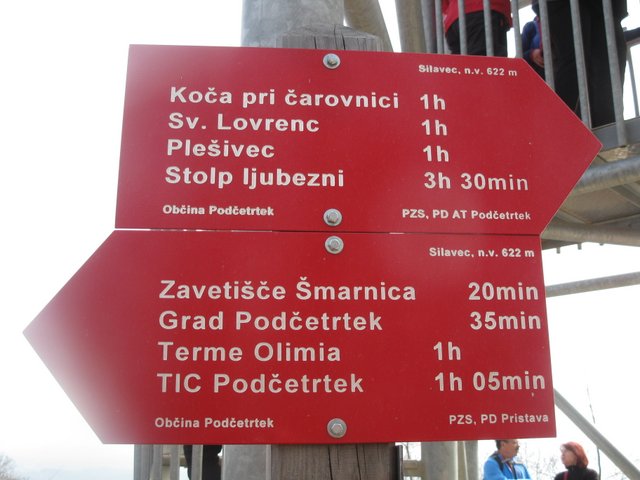 Silavec, n.v. 622 m
Koča pri čarovnici 1h
Sv. Lovrenc 1h
Plešivec 1h
Stolp ljubezni 3h 30min
Občina Podčetrtek PZS, PD AT Podčetrtek
Silavec, n.v. 622 m
Zavetišče Šmarnica 20min
Grad Podčetrtek 35min
Terme Olimia 1h
TIC Podčetrtek 1h 05min
Občina Podčetrtek PZS, PD Pristava